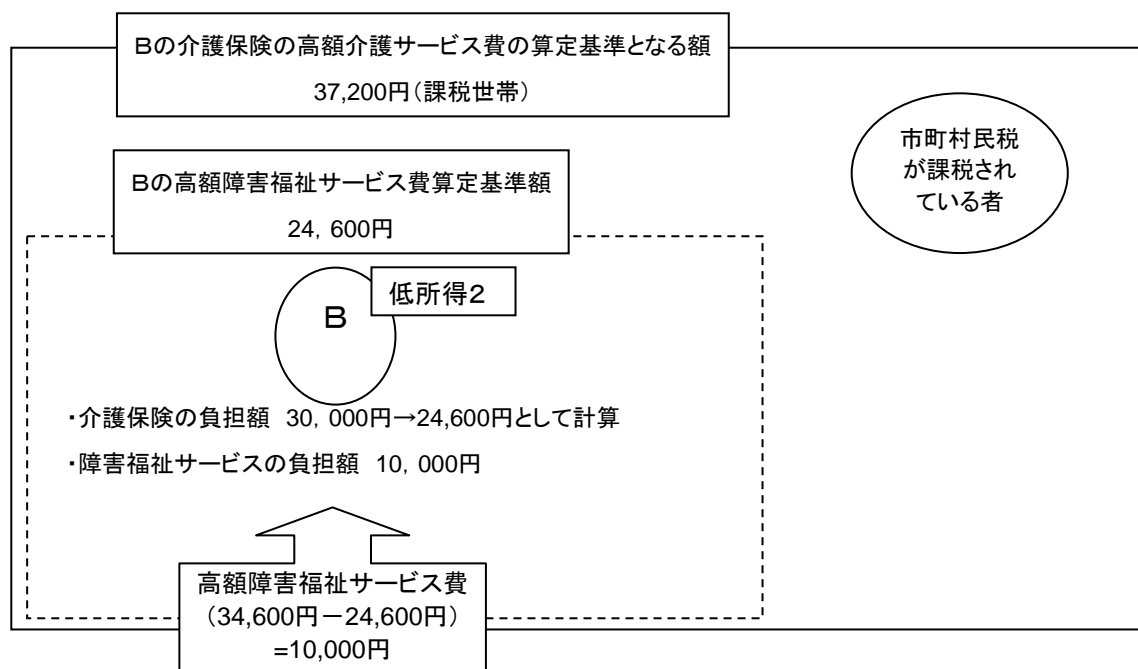 Bの介護保険の高額介護サービス費の算定基準となる額
37,200円（課税世帯）
市町村民税
が課税され
ている者
Bの高額障害福祉サービス費算定基準額
24，600円
低所得２
B
・介護保険の負担額　30，000円→24,600円として計算
・障害福祉サービスの負担額　10，000円
高額障害福祉サービス費
（34,600円－24,600円）
=10,000円